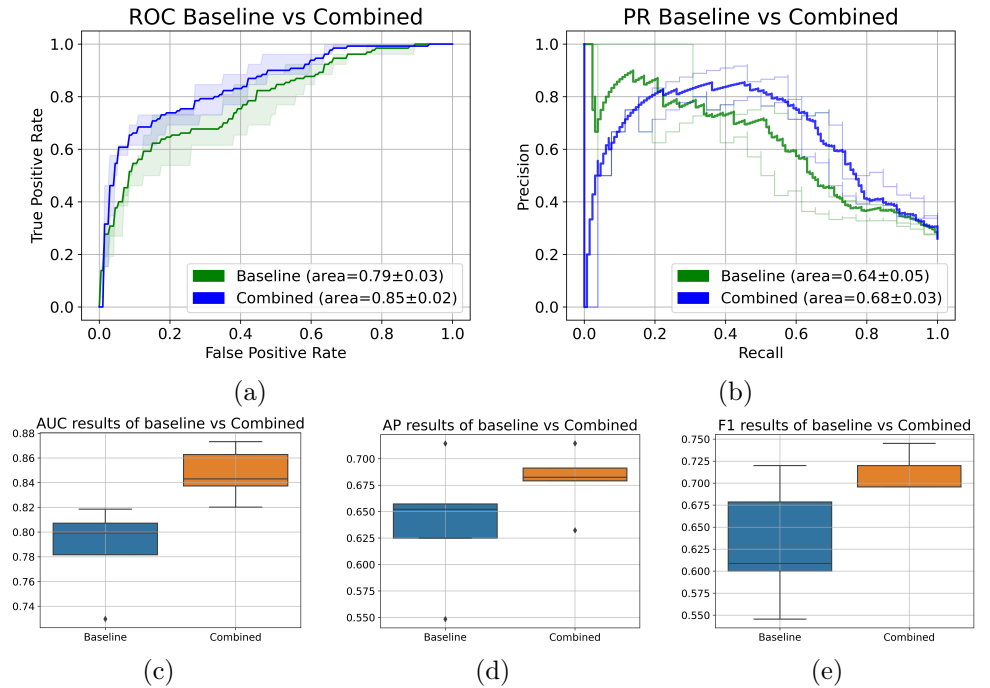 ROC Baseline vs Combined
1.0
0.8
0.6
0.4
0.2
0.0
True Positive Rate
Baseline (area=0.79±0.03)
Combined (area=0.85±0.02)
0.0 0.2 0.4 0.6 0.8 1.0
False Positive Rate
(a)
PR Baseline vs Combined
1.0
0.8
0.6
0.4
0.2
0.0
Precision
Baseline (area=0.64±0.05)
Combined (area=0.68±0.03)
0.0 0.2 0.4 0.6 0.8 1.0
Recall
(b)
AUC results of baseline vs Combined
0.88
0.86
0.84
0.82
0.80
0.78
0.76
0.74
Baseline Combined
(c)
AP results of baseline vs Combined
0.700
0.675
0.650
0.625
0.600
0.575
0.550
Baseline Combined
(d)
F1 results of baseline vs Combined
0.750
0.725
0.700
0.675
0.650
0.625
0.600
0.575
0.550
Baseline Combined
(e)